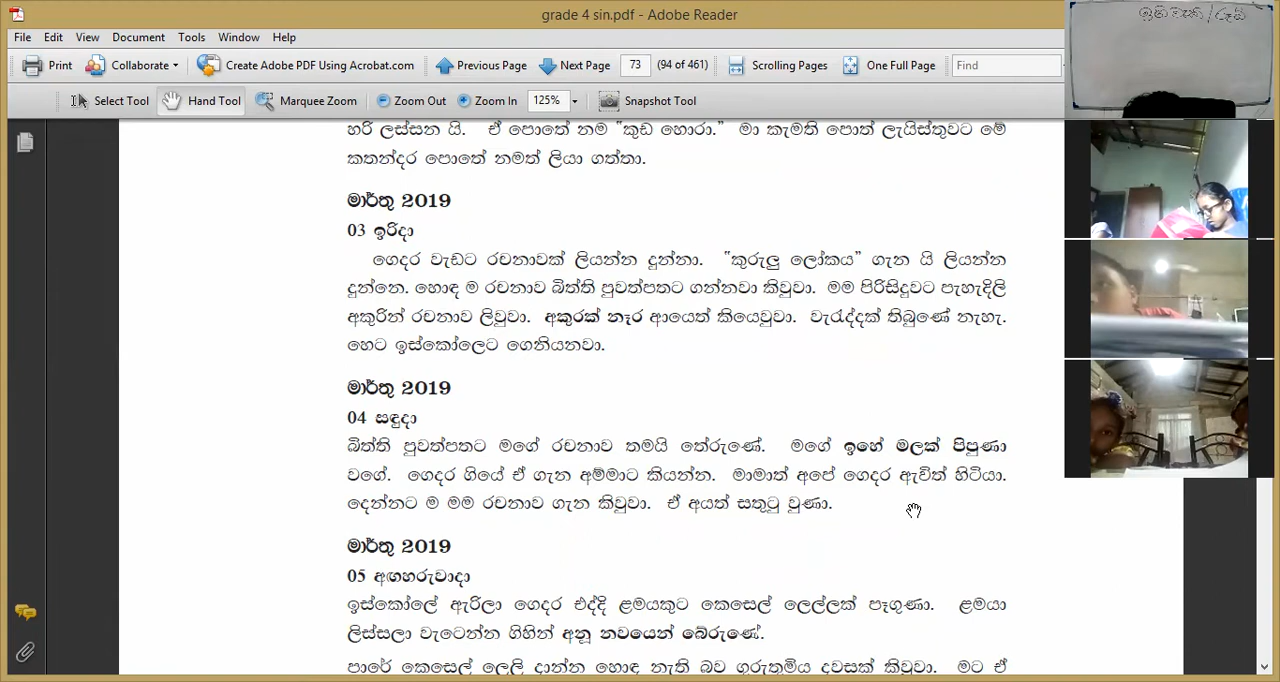 grade 4 sin.pdf - Adobe Reader
File Edit View Document Tools Window Help
Print Collaborate Create Adobe PDF Using Acrobat.com Previous Page Next Page 73 (94 of 461) Scrolling Pages One Full Page Find
Select Tool Hand Tool Marquee Zoom Zoom Out Zoom In 125% Snapshot Tool
හරි ලස්සන යි. ඒ පොතේ නම “කුඩ හොරා.” මා කැමති පොත් ලැයිස්තුවට මේ
කතන්දර පොතේ නමත් ලියා ගත්තා.
මාර්තු 2019
03 ඉරිදා
ගෙදර වැඩට රචනාවක් ලියන්න දුන්නා. “කුරුලු ලෝකය” ගැන යි ලියන්න
දුන්නෙ. හොඳ ම රචනාව බිත්ති පුවත්පතට ගන්නවා කිවුවා. මම පිරිසිදුවට පැහැදිලි
අකුරින් රචනාව ලිවුවා. අකුරක් නෑර ආයෙත් කියෙවුවා. වැරැද්දක් තිබුණේ නැහැ.
හෙට ඉස්කෝලෙට ගෙනියනවා.
මාර්තු 2019
04 සඳුදා
බිත්ති පුවත්පතට මගේ රචනාව තමයි තේරුණේ. මගේ ඉහේ මලක් පිපුණා
වගේ. ගෙදර ගියේ ඒ ගැන අම්මාට කියන්න. මාමාත් අපේ ගෙදර ඇවිත් හිටියා.
දෙන්නට ම මම රචනාව ගැන කිවුවා. ඒ අයත් සතුටු වුණා.
මාර්තු 2019
05 අඟහරුවාදා
ඉස්කෝලේ ඇරිලා ගෙදර එද්දි ළමයකුට කෙසෙල් ලෙල්ලක් පෑගුණා. ළමයා
ලිස්සලා වැටෙන්න ගිහින් අනූ නවයෙන් බේරුණේ.
පාරේ කෙසෙල් ලෙලි දාන්න හොඳ නැති බව ගුරුතුමිය දවසක් කිවුවා. මට ඒ